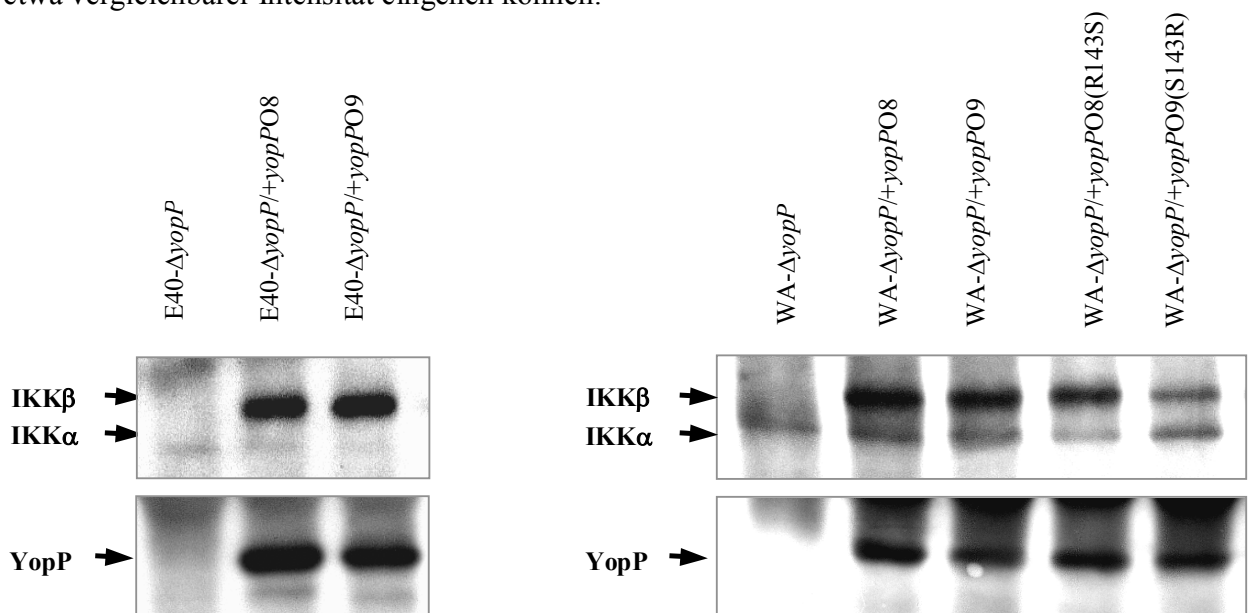 etwa vergleichbarer Intensität eingehen können.
E40-ΔyopP
E40-ΔyopP/+yopPO8
E40-ΔyopP/+yopPO9
WA-ΔyopP
WA-ΔyopP/+yopPO8
WA-ΔyopP/+yopPO9
WA-ΔyopP/+yopPO8(R143S)
WA-ΔyopP/+yopPO9(S143R)
IKKβ
IKKα
YopP
IKKβ
IKKα
YopP